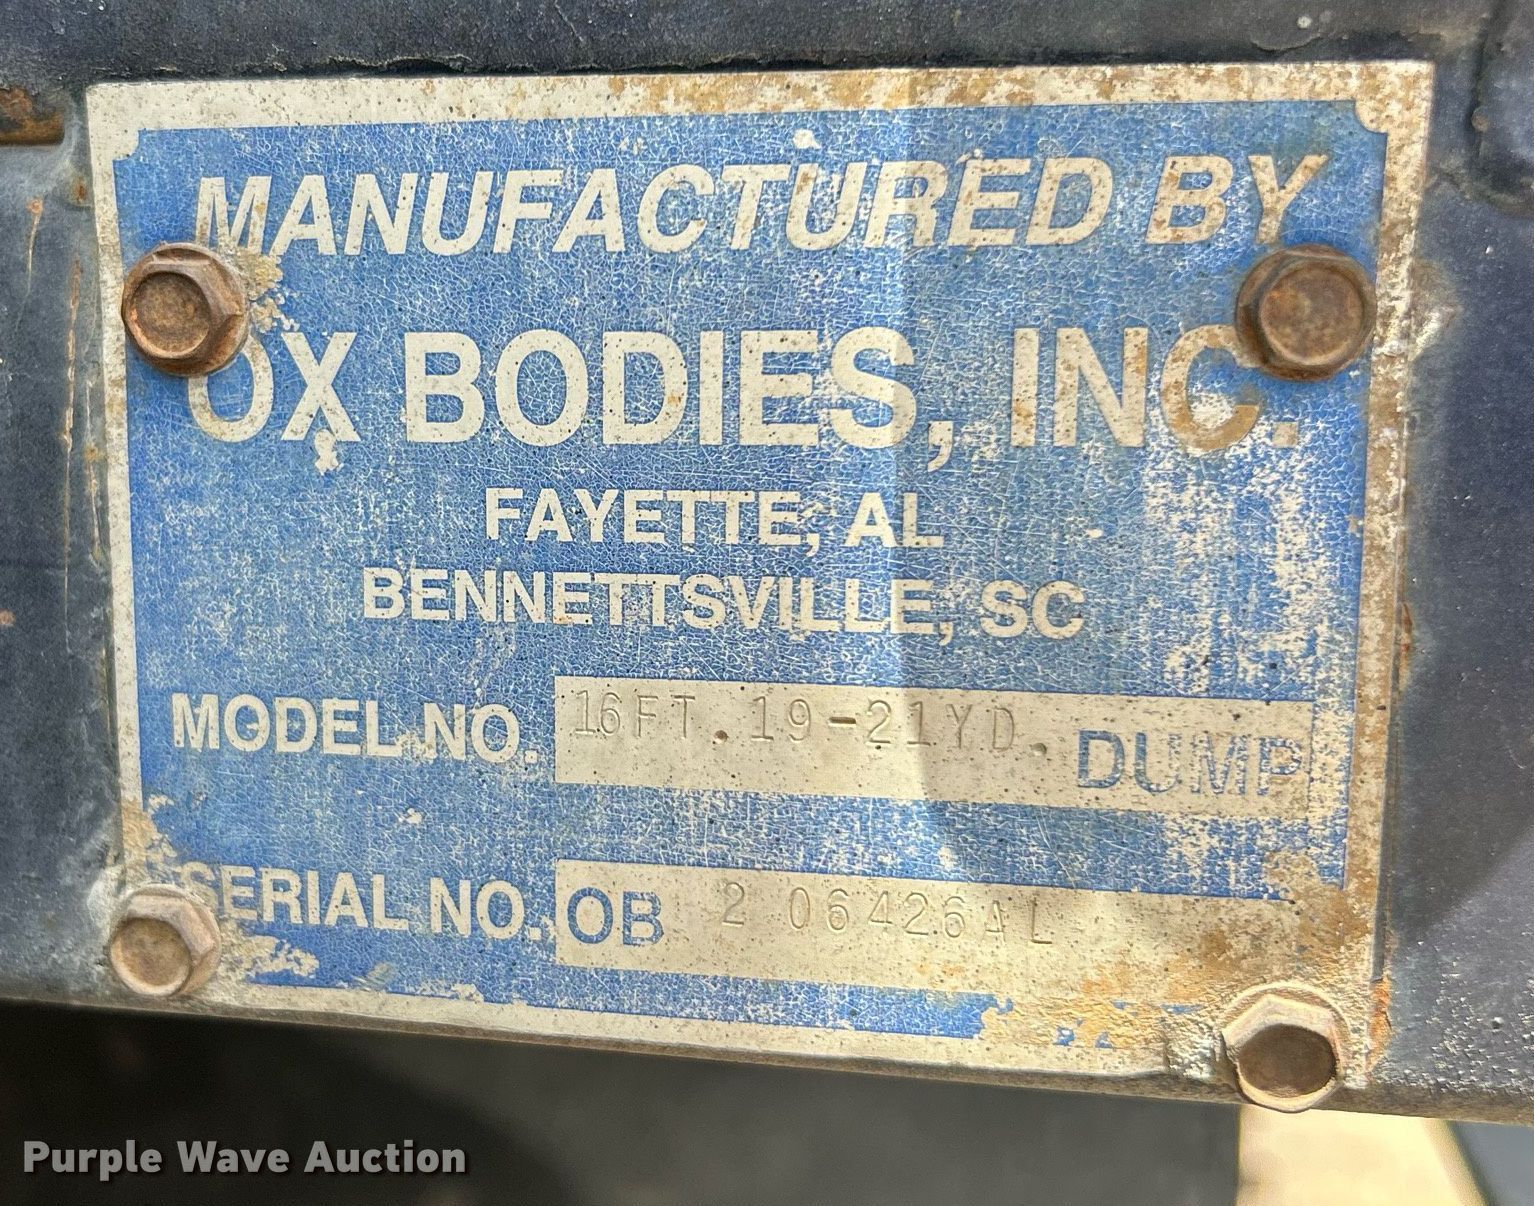 MANUFACTURED BY
OX BODIES, INC.
FAYETTE, AL
BENNETTSVILLE, SC
MODEL NO. 16FT.19-21YD. DUMP
SERIAL NO. OB 2 06426AL
Purple Wave Auction